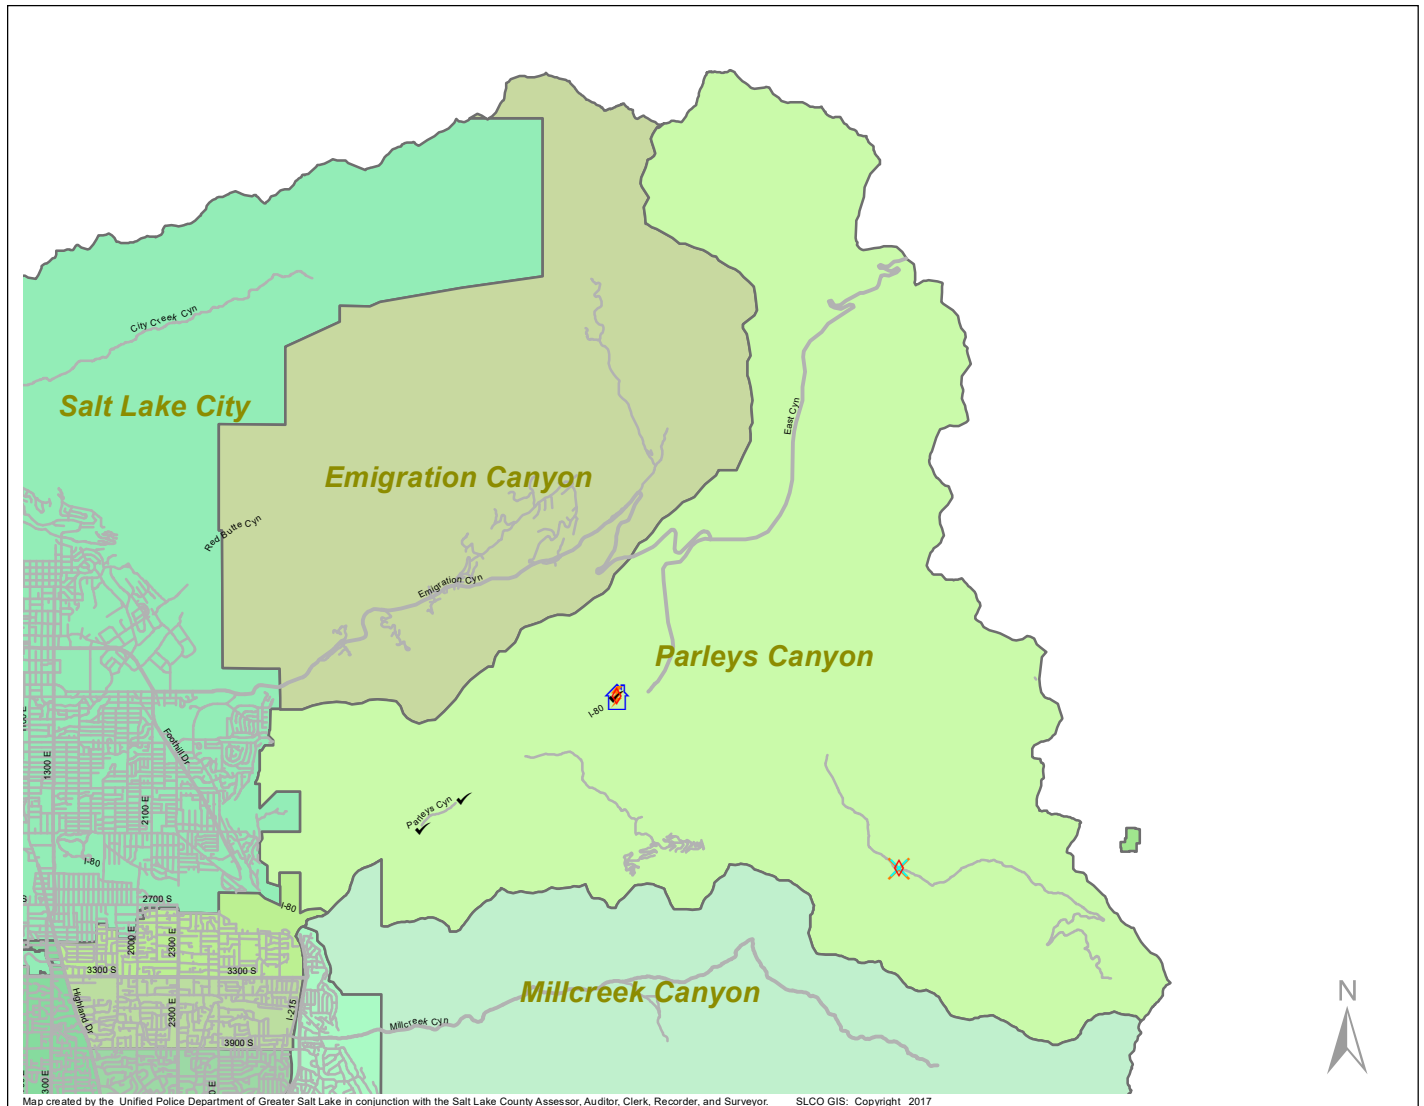 City Creek Cyn
Salt Lake City
East Cyn
Emigration Canyon
Red Butte Cyn
Emigration Cyn
Parleys Canyon
I-80
Foothill Dr
1300 E
2100 E
Parleys Cyn
I-80
2700 S
I-80
2000 E
2300 E
3300 S
3300 S
Millcreek Canyon
Highland Dr
2300 E
I-215
Millcreek Cyn
3900 S
N
Map created by the Unified Police Department of Greater Salt Lake in conjunction with the Salt Lake County Assessor, Auditor, Clerk, Recorder, and Surveyor. SLCO GIS: Copyright 2017